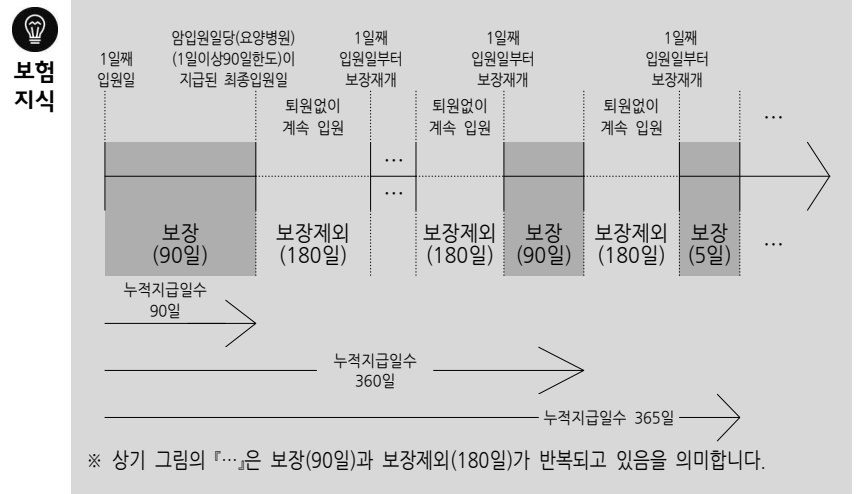 보험
지식
1일째
입원일
암입원일당(요양병원)
(1일이상90일한도)이
지급된 최종입원일
1일째
입원일부터
보장재개
1일째
입원일부터
보장재개
1일째
입원일부터
보장재개
퇴원없이
계속 입원
퇴원없이
계속 입원
퇴원없이
계속 입원
…
…
…
보장
(90일)
보장제외
(180일)
보장제외
(180일)
보장
(90일)
보장제외
(180일)
보장
(5일)
…
누적지급일수
90일
누적지급일수
360일
누적지급일수 365일
※ 상기 그림의 『…』은 보장(90일)과 보장제외(180일)가 반복되고 있음을 의미합니다.